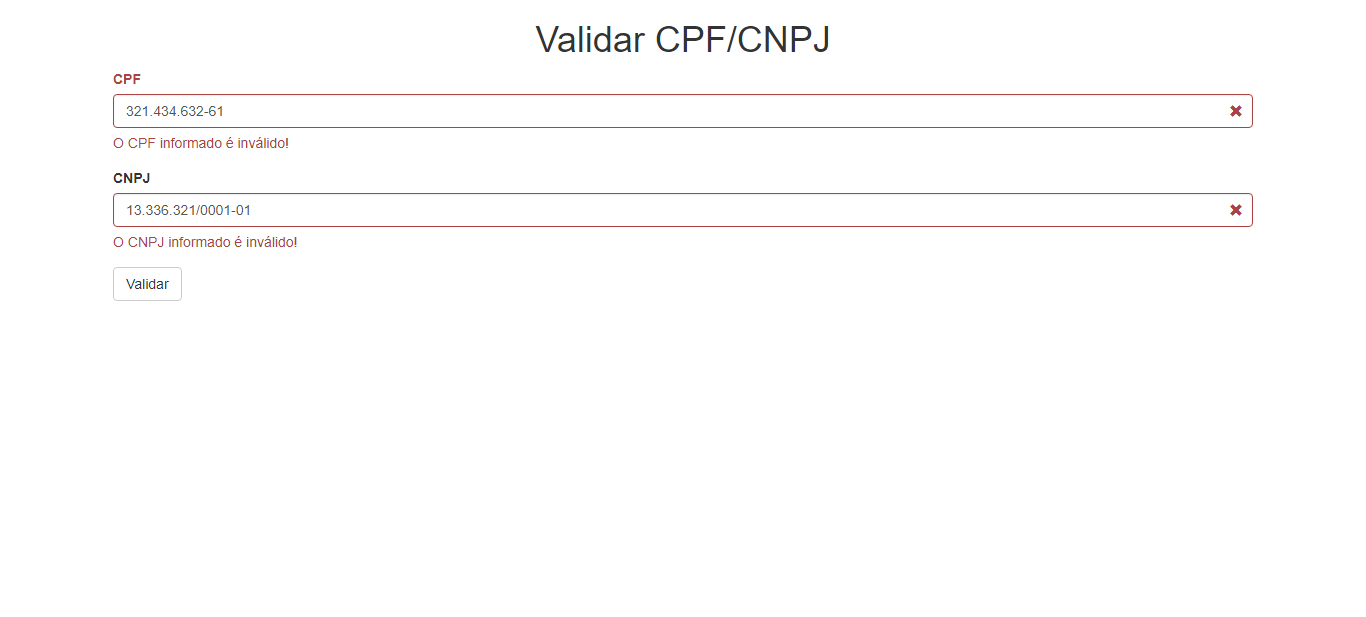 Validar CPF/CNPJ
CPF
321.434.632-61
O CPF informado é inválido!
CNPJ
13.336.321/0001-01
O CNPJ informado é inválido!
Validar